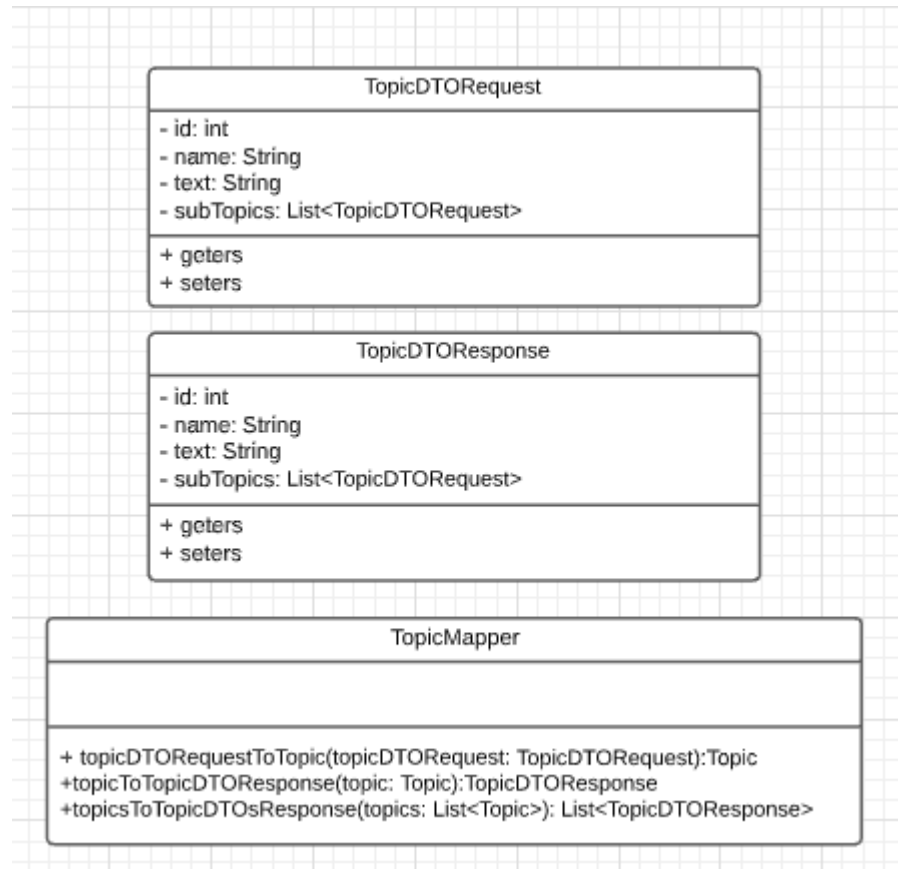 TopicDTORequest
- id: int
- name: String
- text: String
- subTopics: List<TopicDTORequest>
+ geters
+ seters
TopicDTOResponse
- id: int
- name: String
- text: String
- subTopics: List<TopicDTORequest>
+ geters
+ seters
TopicMapper
+ topicDTORequestToTopic(topicDTORequest: TopicDTORequest):Topic
+topicToTopicDTOResponse(topic: Topic):TopicDTOResponse
+topicsToTopicDTOsResponse(topics: List<Topic>): List<TopicDTOResponse>